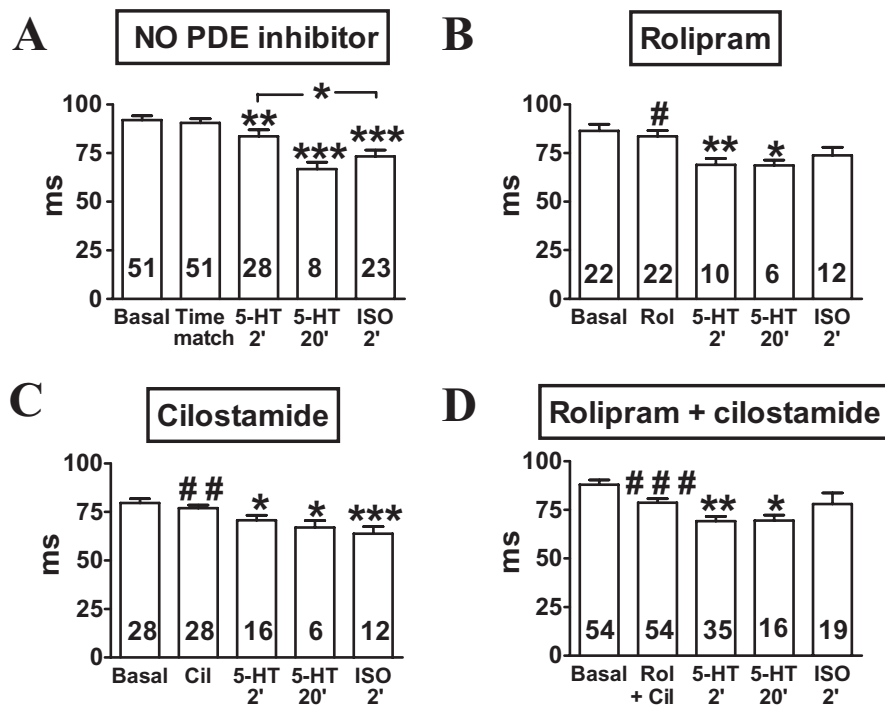 A
NO PDE inhibitor
100
75
50
25
0
ms
*
**
***
***
51
51
28
8
23
Basal
Time
match
5-HT
2'
5-HT
20'
ISO
2'
B
Rolipram
100
75
50
25
0
ms
#
**
*
22
22
10
6
12
Basal
Rol
5-HT
2'
5-HT
20'
ISO
2'
C
Cilostamide
100
75
50
25
0
ms
# #
*
*
***
28
28
16
6
12
Basal
Cil
5-HT
2'
5-HT
20'
ISO
2'
D
Rolipram + cilostamide
100
75
50
25
0
ms
# # #
**
*
54
54
35
16
19
Basal
Rol
+ Cil
5-HT
2'
5-HT
20'
ISO
2'